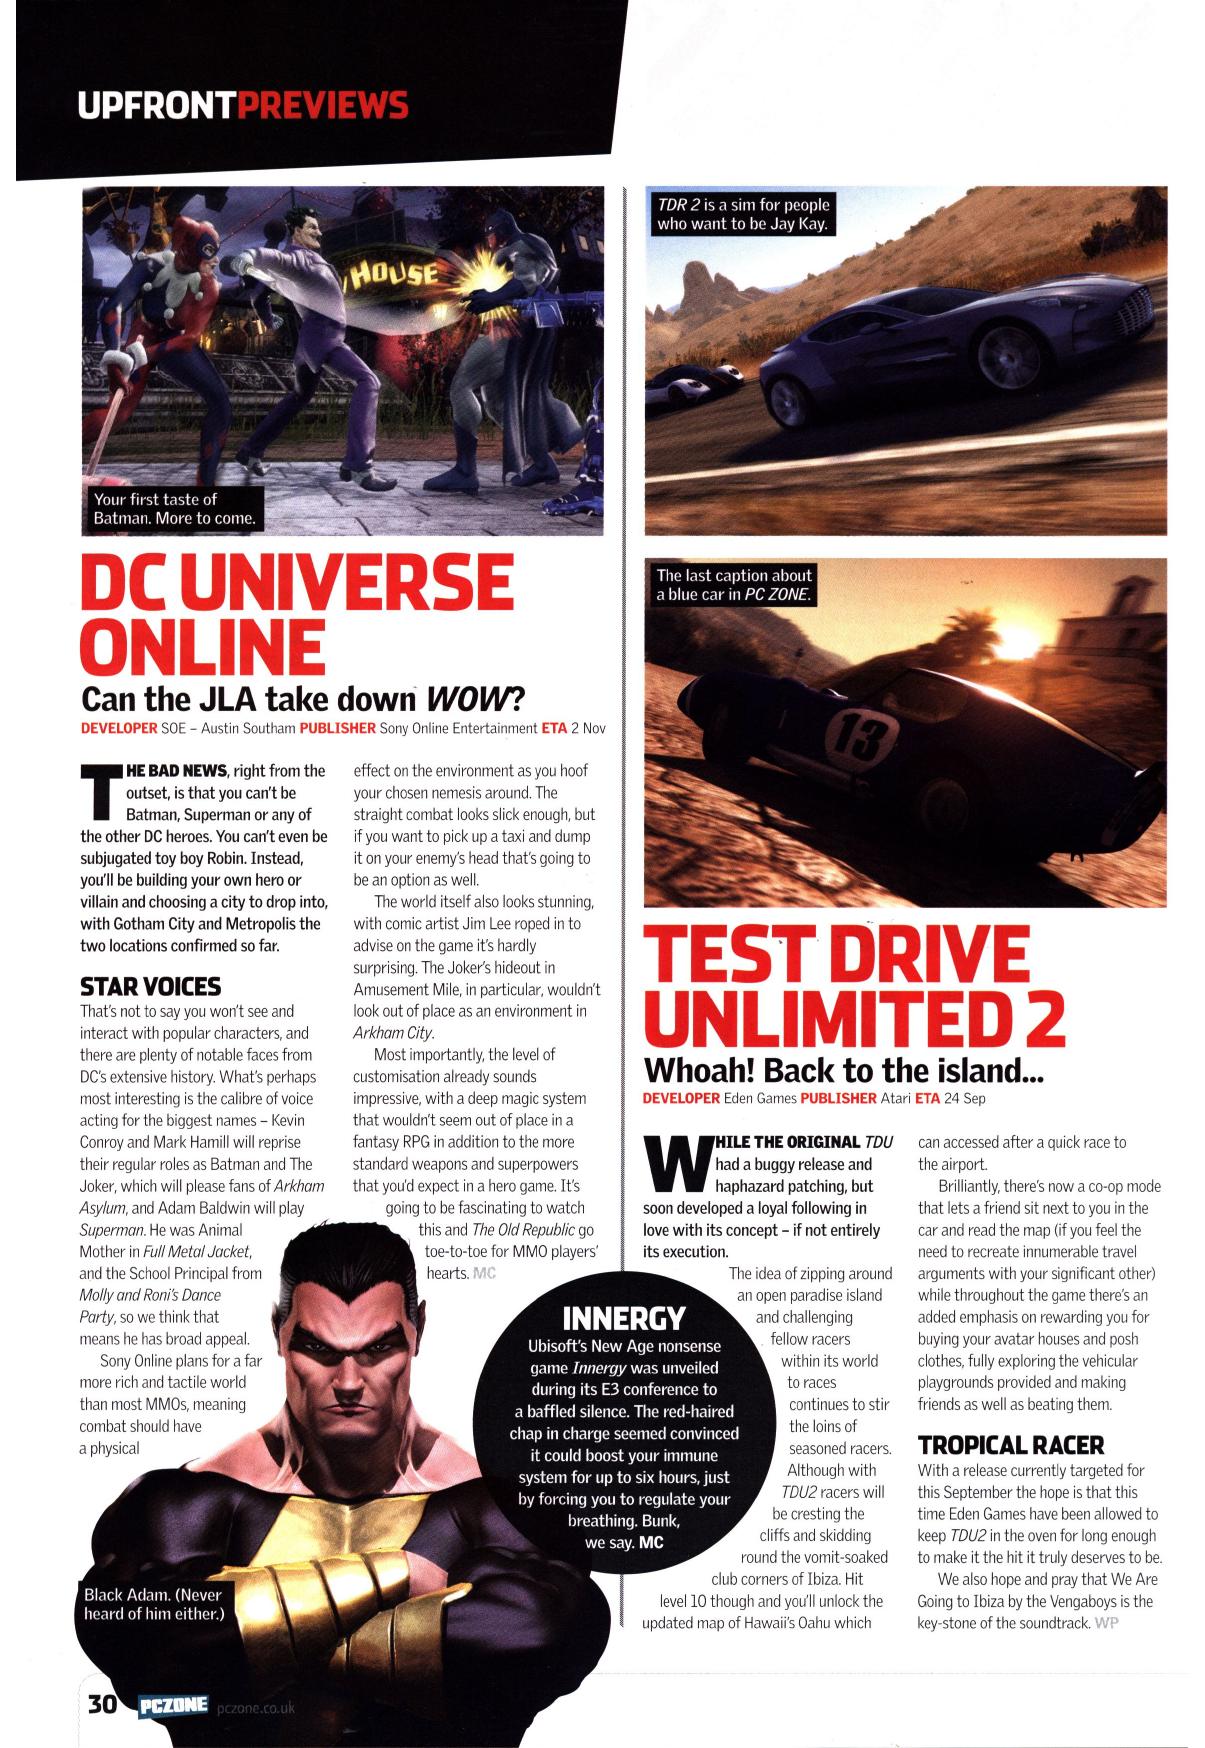 UPFRONTPREVIEWS
HOUSE
Your first taste of
Batman. More to come.
DC UNIVERSE
ONLINE
Can the JLA take down WOW?
DEVELOPER SOE – Austin Southam PUBLISHER Sony Online Entertainment ETA 2 Nov
THE BAD NEWS, right from the
outset, is that you can't be
Batman, Superman or any of
the other DC heroes. You can't even be
subjugated toy boy Robin. Instead,
you'll be building your own hero or
villain and choosing a city to drop into,
with Gotham City and Metropolis the
two locations confirmed so far.
STAR VOICES
That's not to say you won't see and
interact with popular characters, and
there are plenty of notable faces from
DC's extensive history. What's perhaps
most interesting is the calibre of voice
acting for the biggest names – Kevin
Conroy and Mark Hamill will reprise
their regular roles as Batman and The
Joker, which will please fans of Arkham
Asylum, and Adam Baldwin will play
Superman. He was Animal
Mother in Full Metal Jacket,
and the School Principal from
Molly and Roni's Dance
Party, so we think that
means he has broad appeal.
Sony Online plans for a far
more rich and tactile world
than most MMOs, meaning
combat should have
a physical
effect on the environment as you hoof
your chosen nemesis around. The
straight combat looks slick enough, but
if you want to pick up a taxi and dump
it on your enemy's head that's going to
be an option as well.
The world itself also looks stunning,
with comic artist Jim Lee roped in to
advise on the game it's hardly
surprising. The Joker's hideout in
Amusement Mile, in particular, wouldn't
look out of place as an environment in
Arkham City.
Most importantly, the level of
customisation already sounds
impressive, with a deep magic system
that wouldn't seem out of place in a
fantasy RPG in addition to the more
standard weapons and superpowers
that you'd expect in a hero game. It's
going to be fascinating to watch
this and The Old Republic go
toe-to-toe for MMO players'
hearts. MC
Black Adam. (Never
heard of him either.)
INNERGY
Ubisoft's New Age nonsense
game Innergy was unveiled
during its E3 conference to
a baffled silence. The red-haired
chap in charge seemed convinced
it could boost your immune
system for up to six hours, just
by forcing you to regulate your
breathing. Bunk,
we say. MC
TDR 2 is a sim for people
who want to be Jay Kay.
The last caption about
a blue car in PC ZONE.
13
TEST DRIVE
UNLIMITED 2
Whoah! Back to the island...
DEVELOPER Eden Games PUBLISHER Atari ETA 24 Sep
WHILE THE ORIGINAL TDU
had a buggy release and
haphazard patching, but
soon developed a loyal following in
love with its concept – if not entirely
its execution.
The idea of zipping around
an open paradise island
and challenging
fellow racers
within its world
to races
continues to stir
the loins of
seasoned racers.
Although with
TDU2 racers will
be cresting the
cliffs and skidding
round the vomit-soaked
club corners of Ibiza. Hit
level 10 though and you'll unlock the
updated map of Hawaii's Oahu which
can accessed after a quick race to
the airport.
Brilliantly, there's now a co-op mode
that lets a friend sit next to you in the
car and read the map (if you feel the
need to recreate innumerable travel
arguments with your significant other)
while throughout the game there's an
added emphasis on rewarding you for
buying your avatar houses and posh
clothes, fully exploring the vehicular
playgrounds provided and making
friends as well as beating them.
TROPICAL RACER
With a release currently targeted for
this September the hope is that this
time Eden Games have been allowed to
keep TDU2 in the oven for long enough
to make it the hit it truly deserves to be.
We also hope and pray that We Are
Going to Ibiza by the Vengaboys is the
key-stone of the soundtrack. WP
30 PCZONE pczone.co.uk